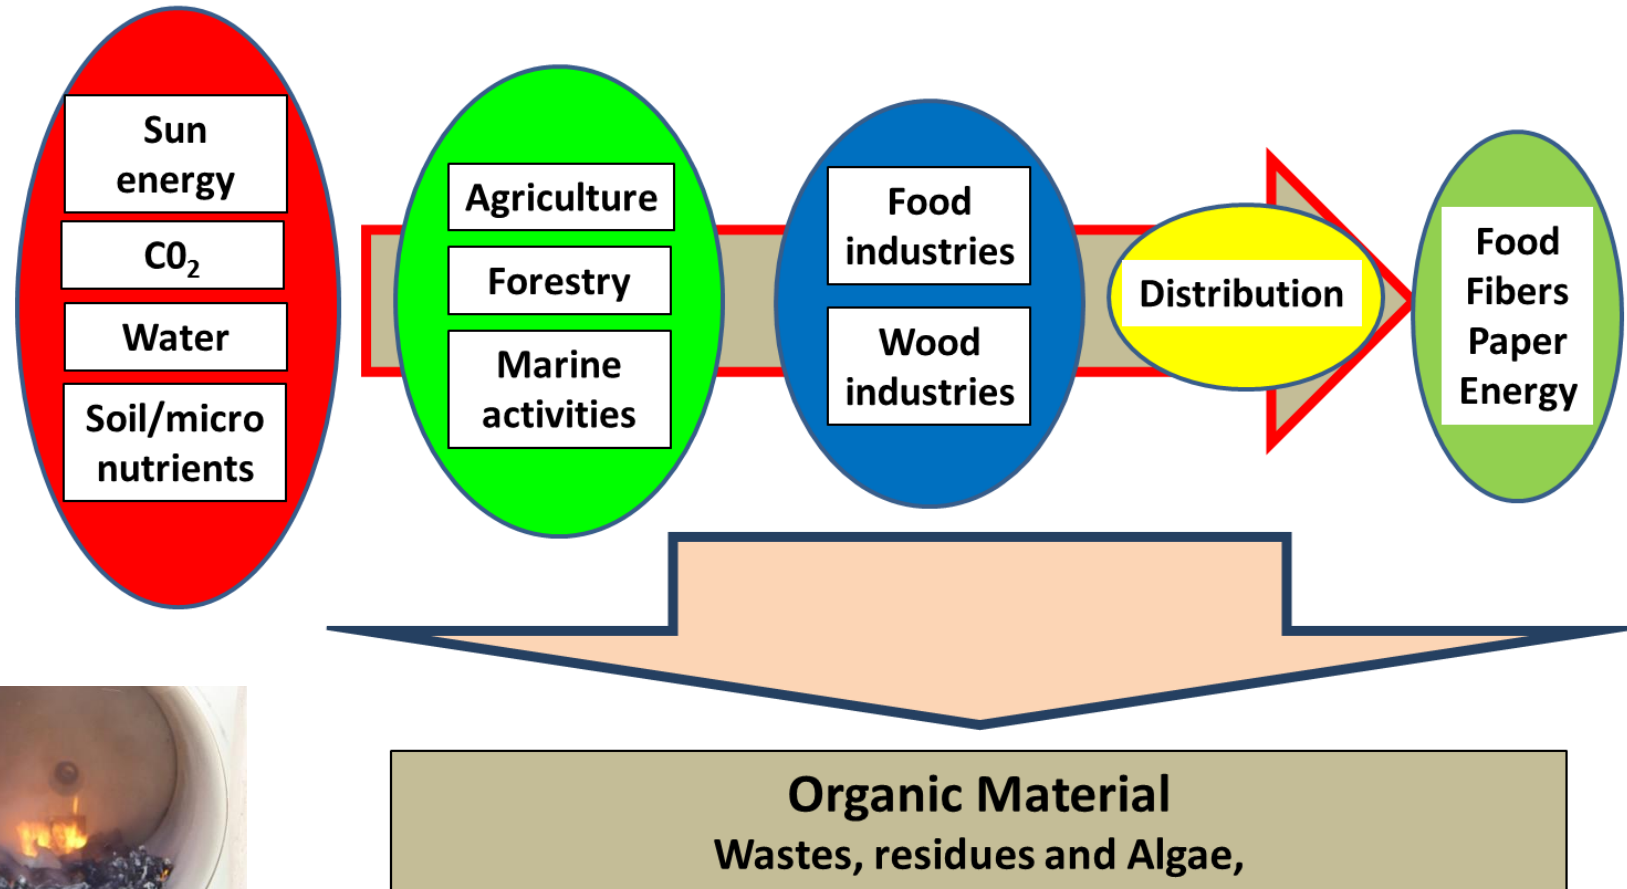 Sun
energy
C0₂
Water
Soil/micro
nutrients
Agriculture
Forestry
Marine
activities
Food
industries
Wood
industries
Distribution
Food
Fibers
Paper
Energy
Organic Material
Wastes, residues and Algae,